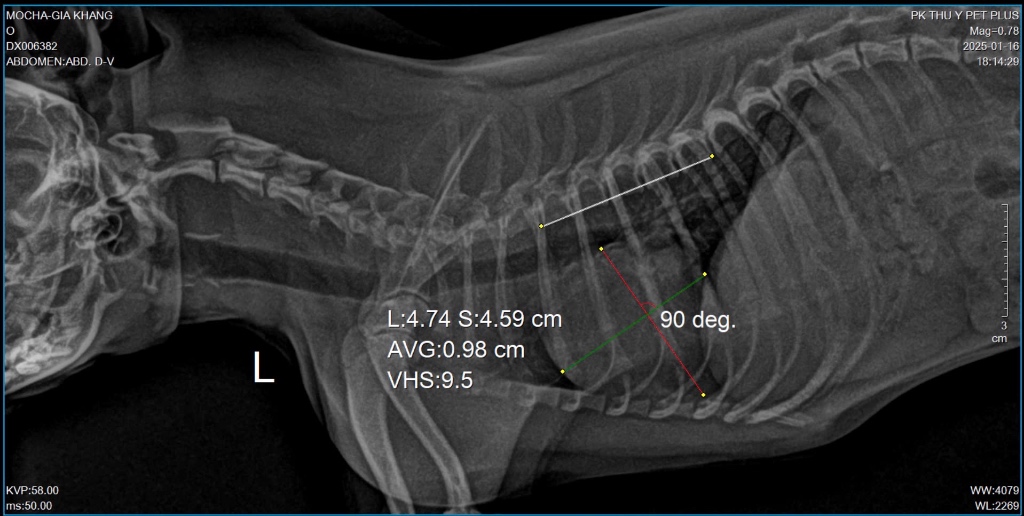 MOCHA-GIA KHANG
O
DX006382
ABDOMEN:ABD. D-V
PK THU Y PET PLUS
Mag=0.78
2025-01-16
18:14:29
L:4.74 S:4.59 cm
AVG:0.98 cm
VHS:9.5
90 deg.
3
cm
L
KVP:58.00
ms:50.00
WW:4079
WL:2269